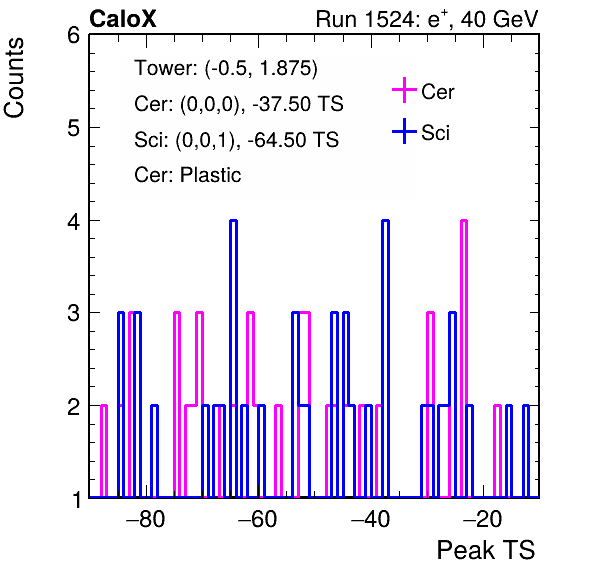 CaloX Run 1524: e⁺, 40 GeV
Counts
Tower: (-0.5, 1.875)
Cer: (0,0,0), -37.50 TS
Sci: (0,0,1), -64.50 TS
Cer: Plastic
Cer
Sci
6
5
4
3
2
1
−80 −60 −40 −20
Peak TS